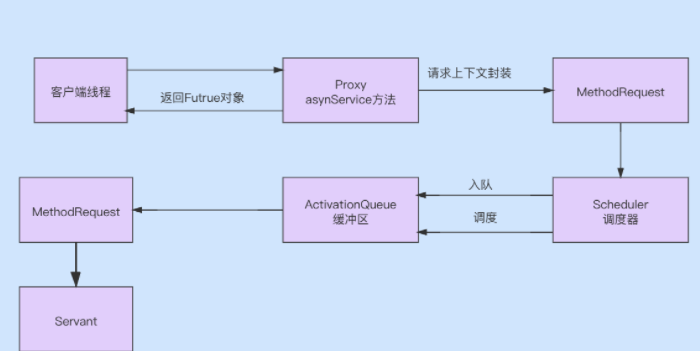 客户端线程
返回Futrue对象
Proxy
asynService方法
请求上下文封装
MethodRequest
MethodRequest
ActivationQueue
缓冲区
入队
调度
Scheduler
调度器
Servant